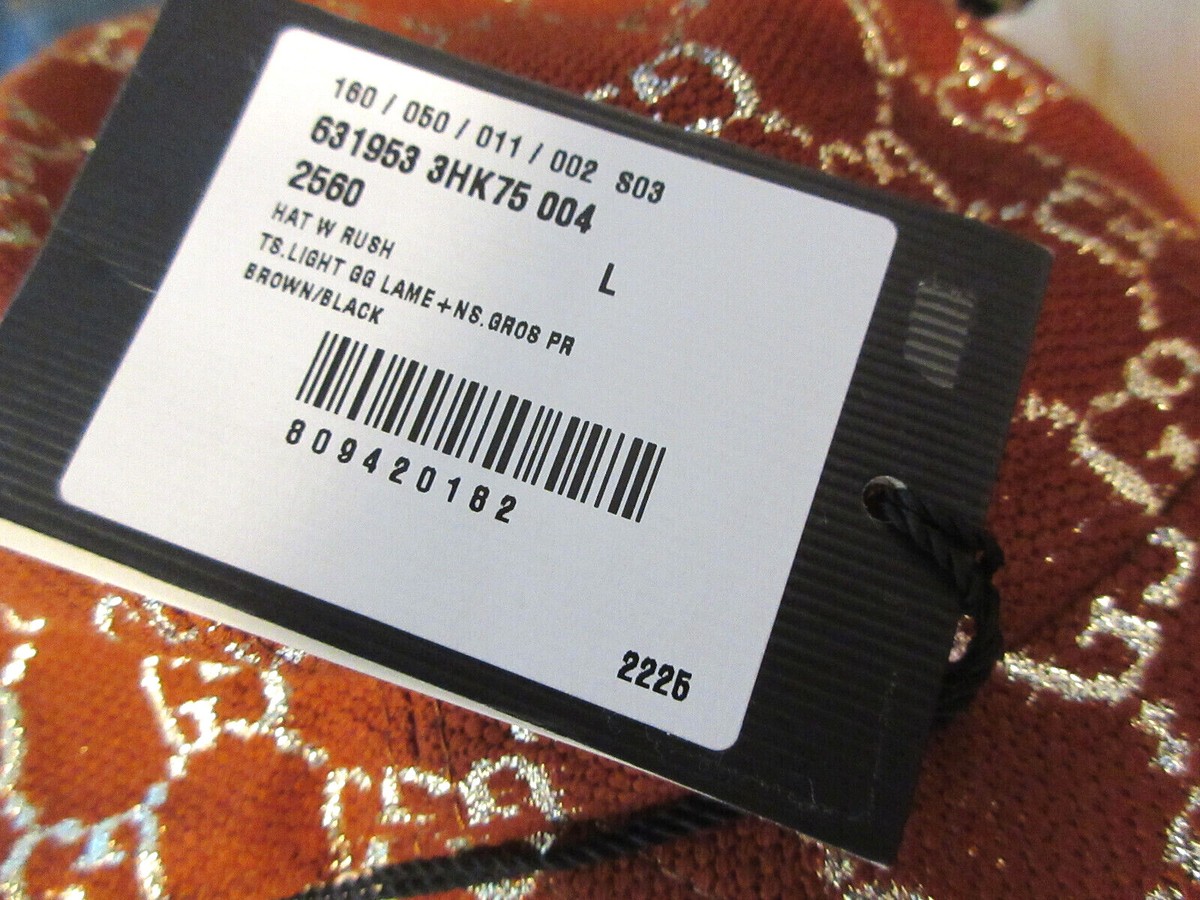 160 / 050 / 011 / 002 S03
631953 3HK75 004
2560
HAT W RUSH
L
TS.LIGHT GG LAME+NS.GROS PR
BROWN/BLACK
809420182
2225